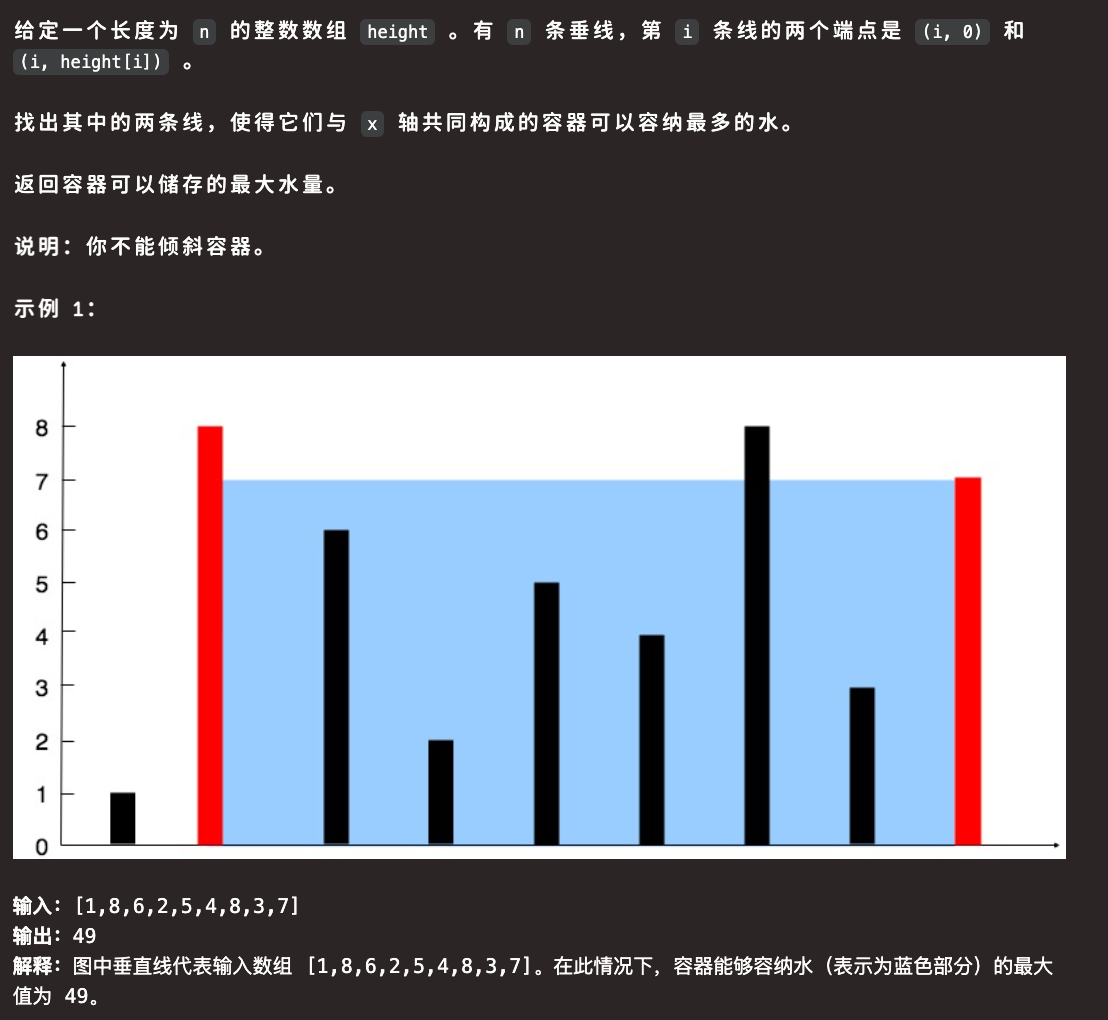 给定一个长度为 n 的整数数组 height 。有 n 条垂线，第 i 条线的两个端点是 (i, 0) 和
(i, height[i]) 。
找出其中的两条线，使得它们与 x 轴共同构成的容器可以容纳最多的水。
返回容器可以储存的最大水量。
说明：你不能倾斜容器。
示例 1：
8
7
6
5
4
3
2
1
0
输入：[1,8,6,2,5,4,8,3,7]
输出：49
解释：图中垂直线代表输入数组 [1,8,6,2,5,4,8,3,7]。在此情况下，容器能够容纳水（表示为蓝色部分）的最大
值为 49。